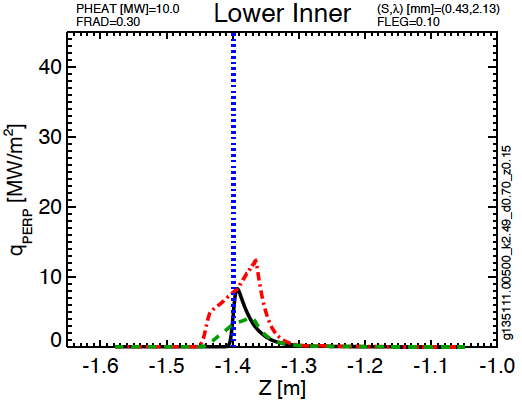 PHEAT [MW]=10.0
FRAD=0.30
Lower Inner
(S,λ) [mm]=(0.43,2.13)
FLEG=0.10
40
30
20
10
0
qPERP [MW/m²]
-1.6 -1.5 -1.4 -1.3 -1.2 -1.1 -1.0
Z [m]
g135111.00500_k2.49_d0.70_z0.15